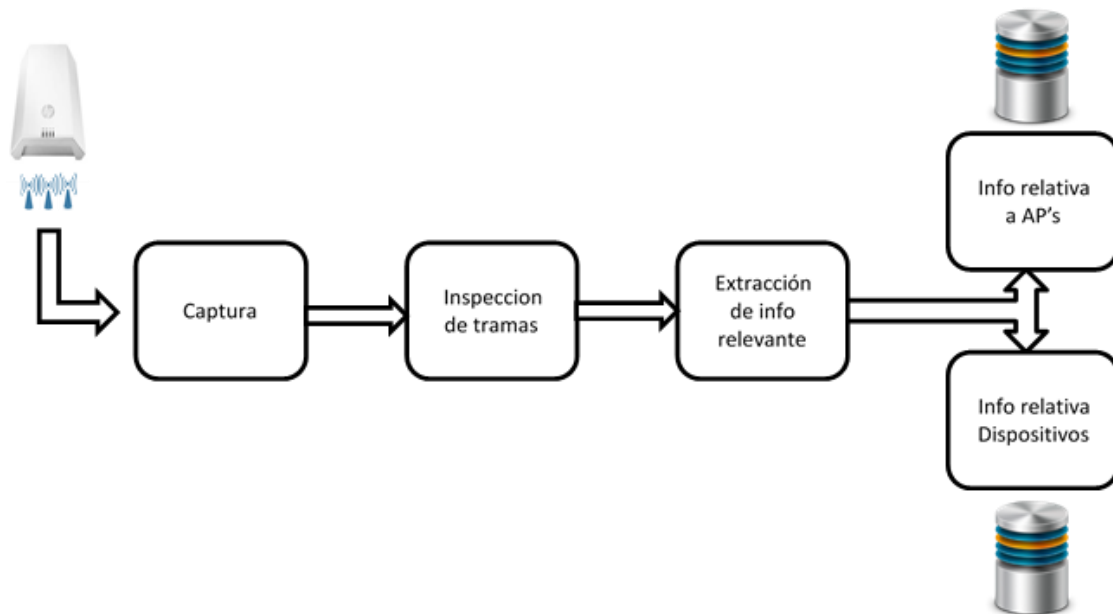 Captura
Inspeccion
de tramas
Extracción
de info
relevante
Info relativa
a AP's
Info relativa
Dispositivos